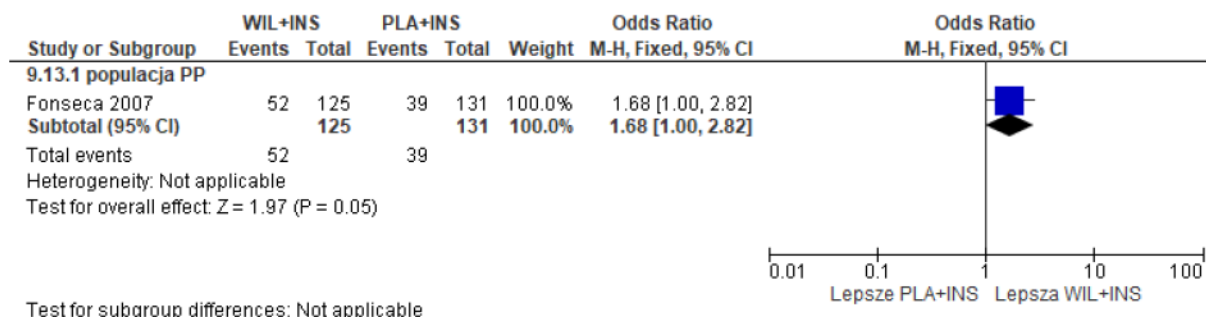 WIL+INS PLA+INS Odds Ratio Odds Ratio
Study or Subgroup Events Total Events Total Weight M-H, Fixed, 95% CI M-H, Fixed, 95% CI
9.13.1 populacja PP
Fonseca 2007 52 125 39 131 100.0% 1.68 [1.00, 2.82]
Subtotal (95% CI) 125 131 100.0% 1.68 [1.00, 2.82]
Total events 52 39
Heterogeneity: Not applicable
Test for overall effect: Z = 1.97 (P = 0.05)
0.01 0.1 1 10 100
Lepsze PLA+INS Lepsza WIL+INS
Test for subgroup differences: Not applicable